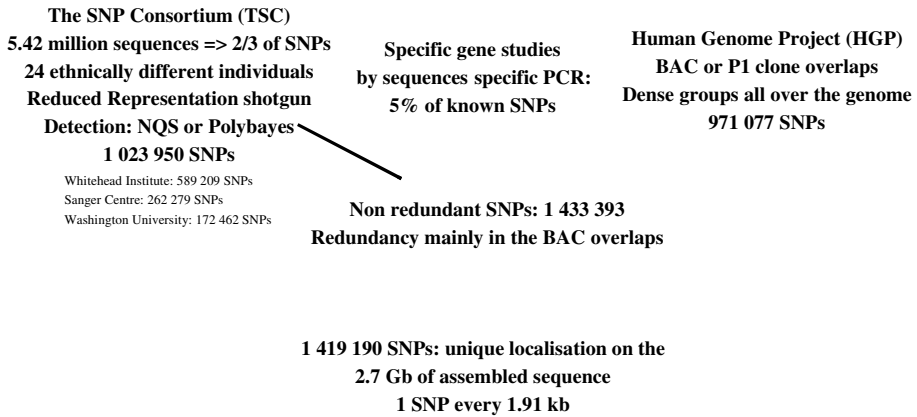 The SNP Consortium (TSC)
5.42 million sequences => 2/3 of SNPs
24 ethnically different individuals
Reduced Representation shotgun
Detection: NQS or Polybayes
1 023 950 SNPs
Whitehead Institute: 589 209 SNPs
Sanger Centre: 262 279 SNPs
Washington University: 172 462 SNPs
Specific gene studies
by sequences specific PCR:
5% of known SNPs
Human Genome Project (HGP)
BAC or P1 clone overlaps
Dense groups all over the genome
971 077 SNPs
Non redundant SNPs: 1 433 393
Redundancy mainly in the BAC overlaps
1 419 190 SNPs: unique localisation on the
2.7 Gb of assembled sequence
1 SNP every 1.91 kb